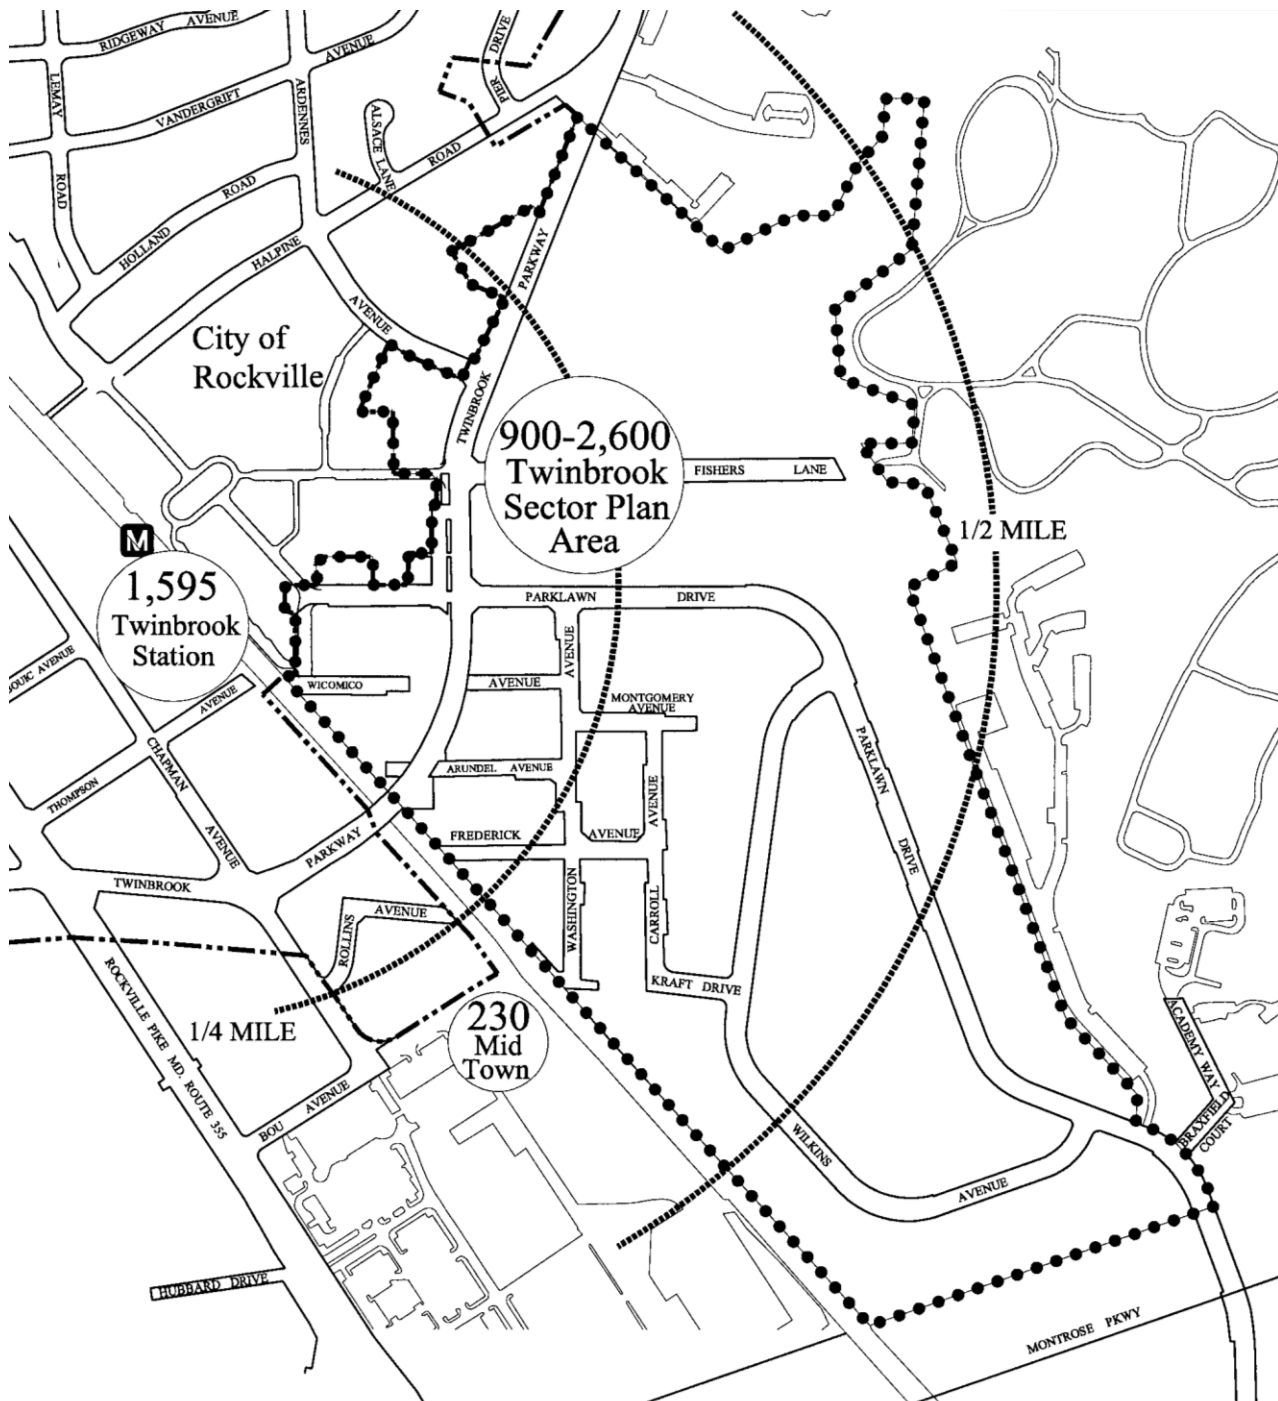 RIDGEWAY AVENUE
LEMAY
ROAD
VANDERGRIFT
AVENUE
ARDENNES
AVENUE
ALSACE LANE
PIER
DRIVE
HOLLAND
ROAD
HALPINE
ROAD
TWINBROOK
PARKWAY
City of
Rockville
900-2,600
Twinbrook
Sector Plan
Area
FISHERS LANE
1/2 MILE
M
1,595
Twinbrook
Station
PARKLAWN DRIVE
AVENUE
WICOMICO
AVENUE
MONTGOMERY
AVENUE
AVENUE
THOMPSON
AVENUE
CHAPMAN
AVENUE
ARUNDEL AVENUE
AVENUE
PARKLAWN
DRIVE
FREDERICK
AVENUE
TWINBROOK
PARKWAY
WASHINGTON
CARROLL
ROLLINS
AVENUE
KRAFT DRIVE
ROCKVILLE PIKE MD. ROUTE 355
1/4 MILE
230
Mid
Town
BOU AVENUE
ACADEMY WAY
BRAXFIELD
COURT
WILKINS
AVENUE
HUBBARD DRIVE
MONTROSE PKWY